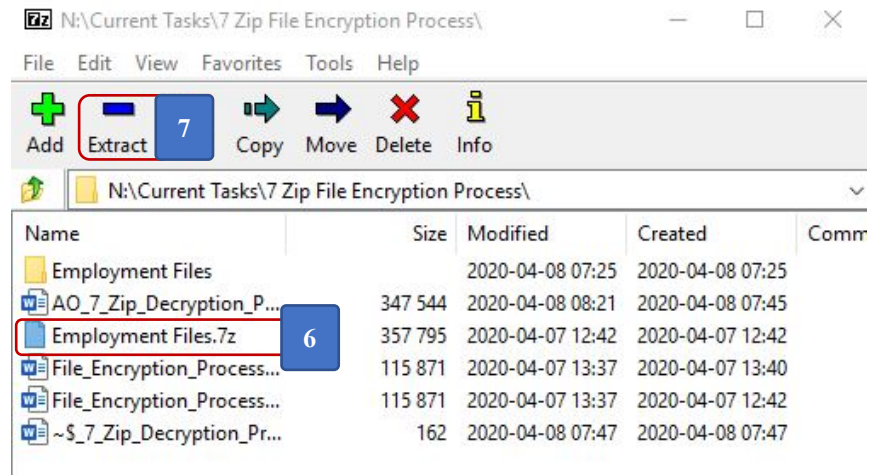 7z N:\Current Tasks\7 Zip File Encryption Process\
File Edit View Favorites Tools Help
7
Add Extract Copy Move Delete Info
N:\Current Tasks\7 Zip File Encryption Process\
Name Size Modified Created Comm
Employment Files 2020-04-08 07:25 2020-04-08 07:25
AO_7_Zip_Decryption_P... 347 544 2020-04-08 08:21 2020-04-08 07:45
Employment Files.7z 6 357 795 2020-04-07 12:42 2020-04-07 12:42
File_Encryption_Process... 115 871 2020-04-07 13:37 2020-04-07 13:40
File_Encryption_Process... 115 871 2020-04-07 13:37 2020-04-07 12:42
~$_7_Zip_Decryption_Pr... 162 2020-04-08 07:47 2020-04-08 07:47